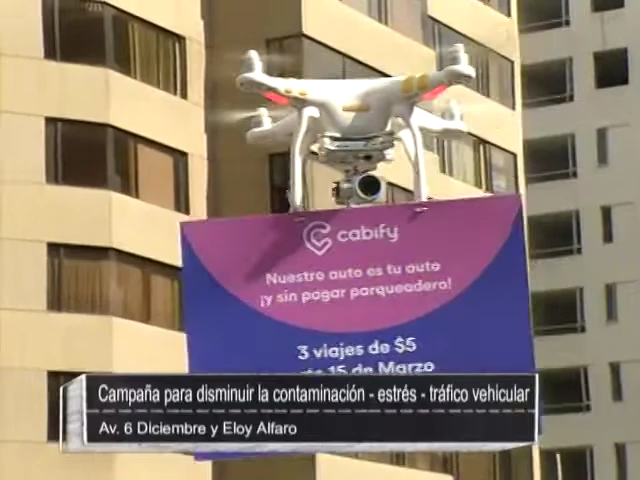 cabify
Nuestro auto es tu auto
¡y sin pagar parqueadero!
3 viajes de $5
15 de Marzo
Campaña para disminuir la contaminación - estrés - tráfico vehicular
Av. 6 Diciembre y Eloy Alfaro